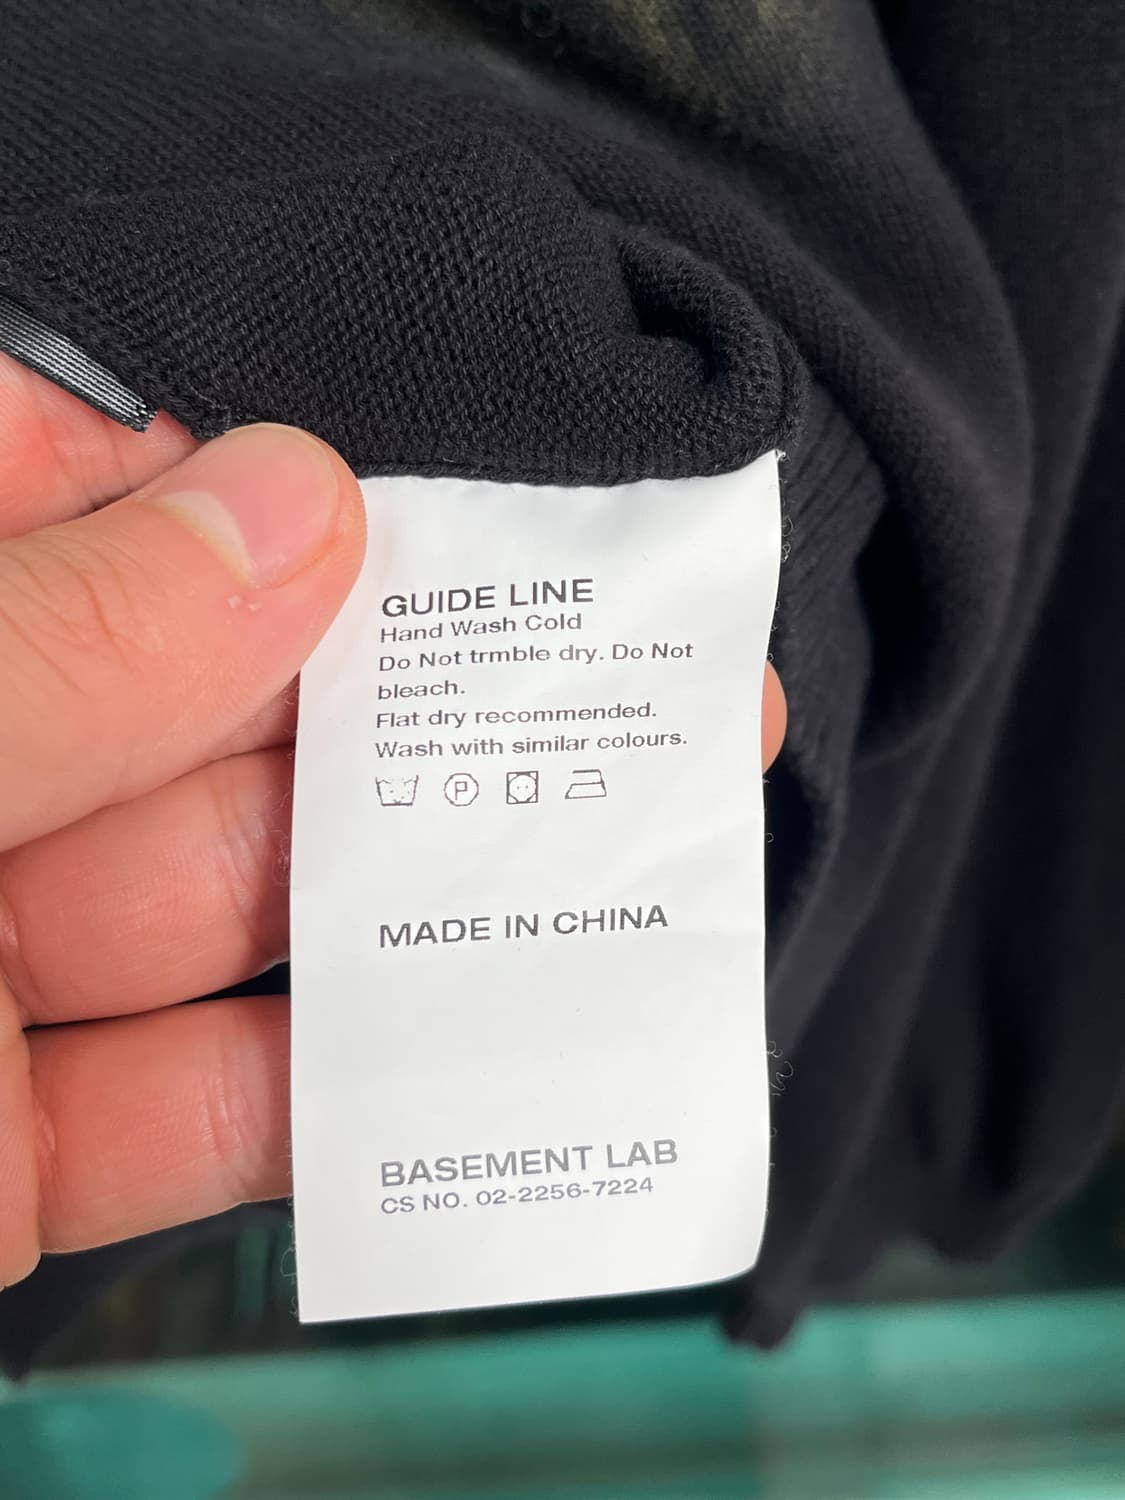 GUIDE LINE
Hand Wash Cold
Do Not trmble dry. Do Not
bleach.
Flat dry recommended.
Wash with similar colours.
P
MADE IN CHINA
BASEMENT LAB
CS NO. 02-2256-7224